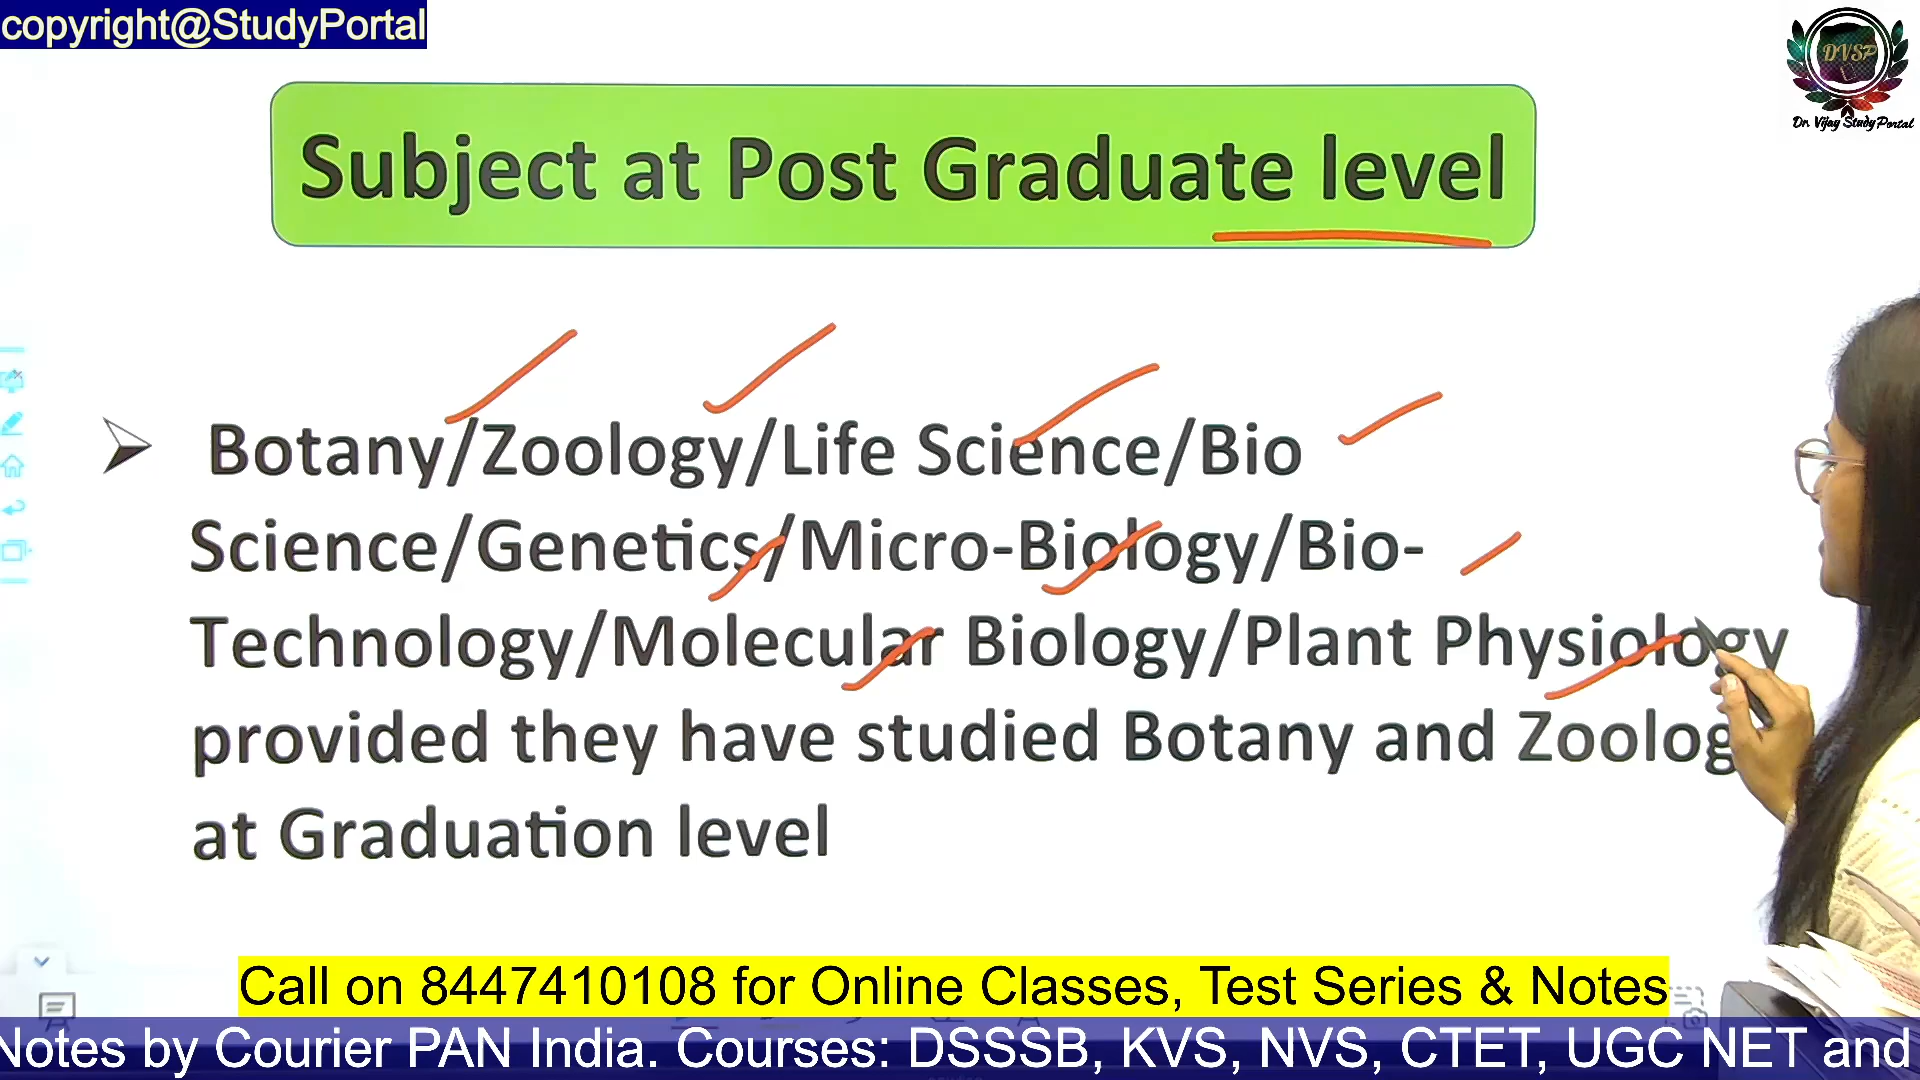 copyright@StudyPortal
DVSP
Dr. Vijay StudyPortal
Subject at Post Graduate level
Botany/Zoology/Life Science/Bio
Science/Genetics/Micro-Biology/Bio-
Technology/Molecular Biology/Plant Physiology
provided they have studied Botany and Zoolog
at Graduation level
Call on 8447410108 for Online Classes, Test Series & Notes
Notes by Courier PAN India. Courses: DSSSB, KVS, NVS, CTET, UGC NET and